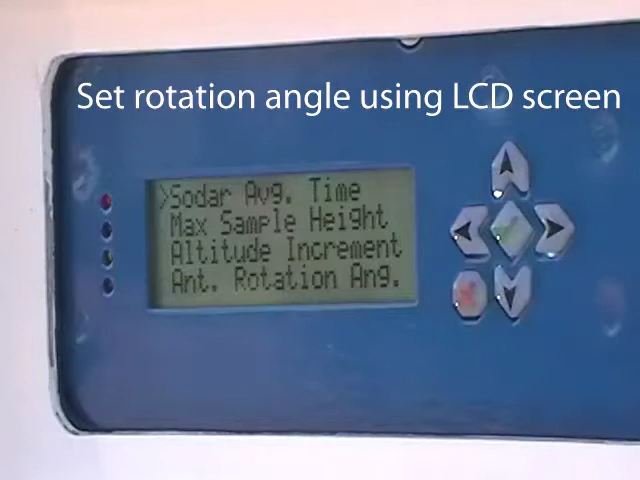 Set rotation angle using LCD screen
>Sodar Avg. Time
Max Sample Height
Altitude Increment
Ant. Rotation Ang.